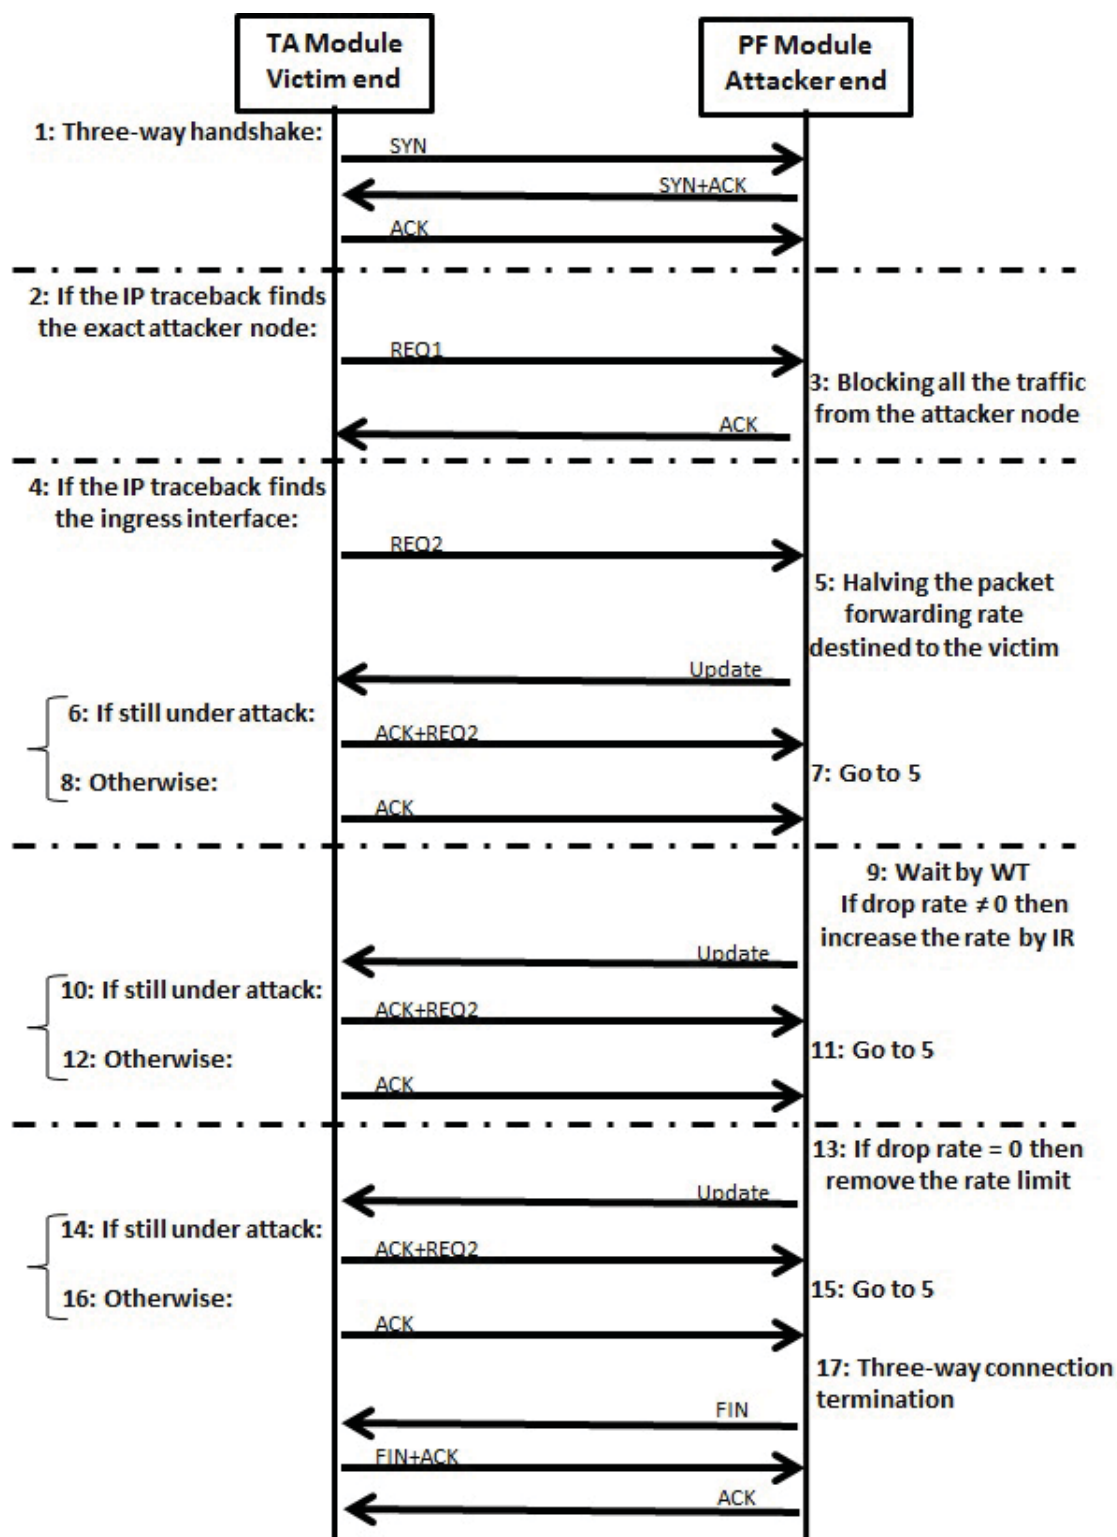 TA Module
Victim end
PF Module
Attacker end
1: Three-way handshake:
SYN
SYN+ACK
ACK
2: If the IP traceback finds
the exact attacker node:
REQ1
3: Blocking all the traffic
from the attacker node
ACK
4: If the IP traceback finds
the ingress interface:
REQ2
5: Halving the packet
forwarding rate
destined to the victim
Update
6: If still under attack:
ACK+REQ2
7: Go to 5
8: Otherwise:
ACK
9: Wait by WT
If drop rate ≠ 0 then
increase the rate by IR
Update
10: If still under attack:
ACK+REQ2
11: Go to 5
12: Otherwise:
ACK
13: If drop rate = 0 then
remove the rate limit
Update
14: If still under attack:
ACK+REQ2
15: Go to 5
16: Otherwise:
ACK
17: Three-way connection
termination
FIN
FIN+ACK
ACK